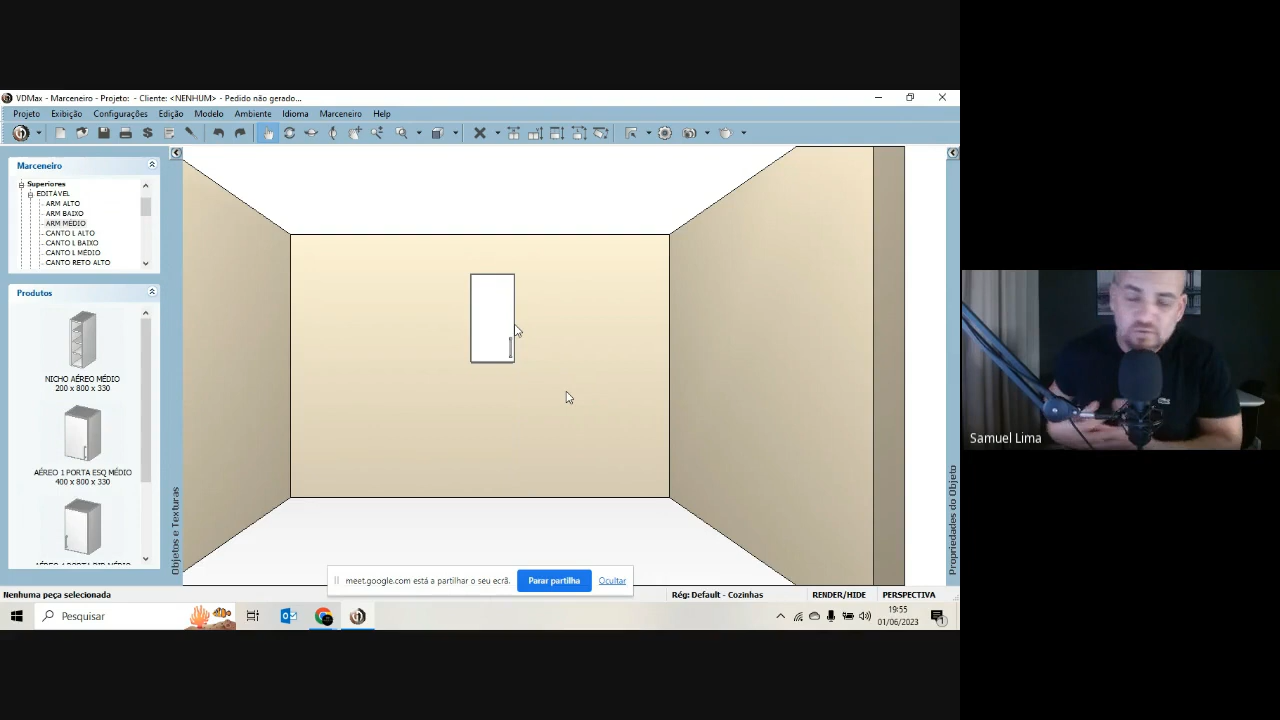 VDMax - Marceneiro - Projeto: - Cliente: <NENHUM> - Pedido não gerado...
Projeto Exibição Configurações Edição Modelo Ambiente Idioma Marceneiro Help
Marceneiro
Superiores
EDITÁVEL
ARM ALTO
ARM BAIXO
ARM MÉDIO
CANTO L ALTO
CANTO L BAIXO
CANTO L MÉDIO
CANTO RETO ALTO
Produtos
NICHO AÉREO MÉDIO
200 x 800 x 330
AÉREO 1 PORTA ESQ MÉDIO
400 x 800 x 330
Objetos e Texturas
Propriedades do Objeto
Samuel Lima
meet.google.com está a partilhar o seu ecrã.
Parar partilha
Ocultar
Nenhuma peça selecionada
Rég: Default - Cozinhas
RENDER/HIDE
PERSPECTIVA
Pesquisar
19:55
01/06/2023
1